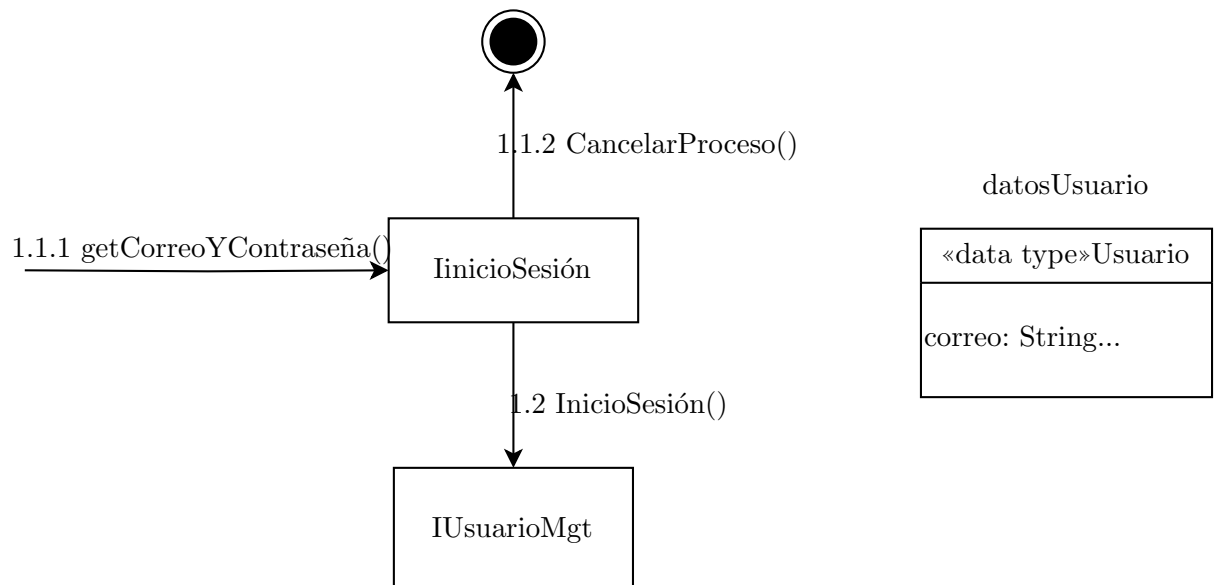 1.1.2 CancelarProceso()
datosUsuario
1.1.1 getCorreoYContraseña()
IinicioSesión
«data type»Usuario
correo: String...
1.2 InicioSesión()
IUsuarioMgt